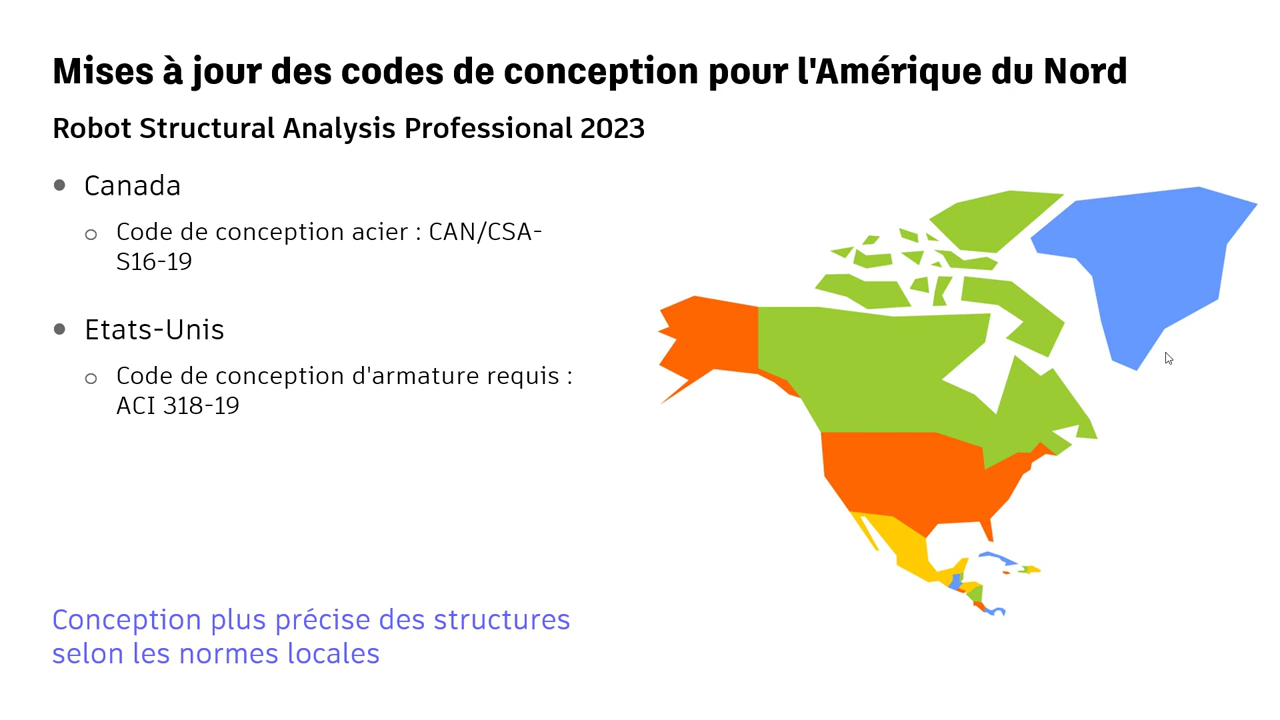 Mises à jour des codes de conception pour l'Amérique du Nord
Robot Structural Analysis Professional 2023
Canada
Code de conception acier : CAN/CSA-
S16-19
Etats-Unis
Code de conception d'armature requis :
ACI 318-19
Conception plus précise des structures
selon les normes locales